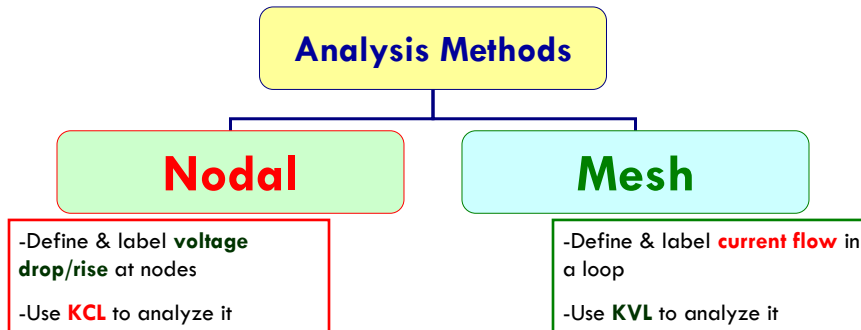 Analysis Methods
Nodal
Mesh
-Define & label voltage
drop/rise at nodes
-Use KCL to analyze it
-Define & label current flow in
a loop
-Use KVL to analyze it